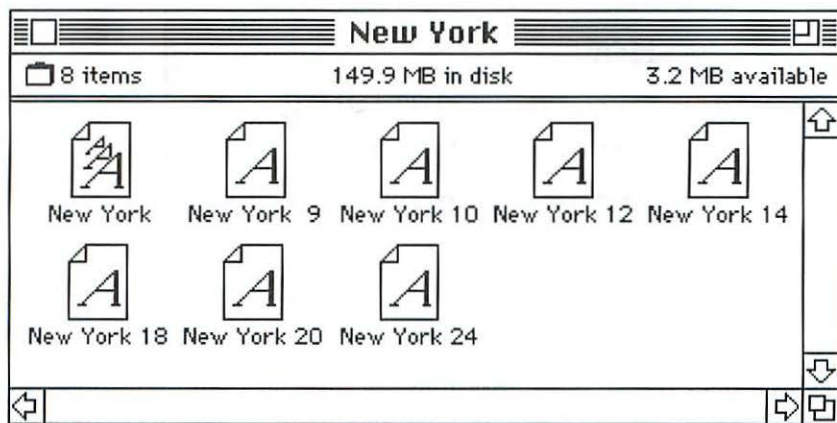 New York
8 items 149.9 MB in disk 3.2 MB available
New York New York 9 New York 10 New York 12 New York 14
New York 18 New York 20 New York 24